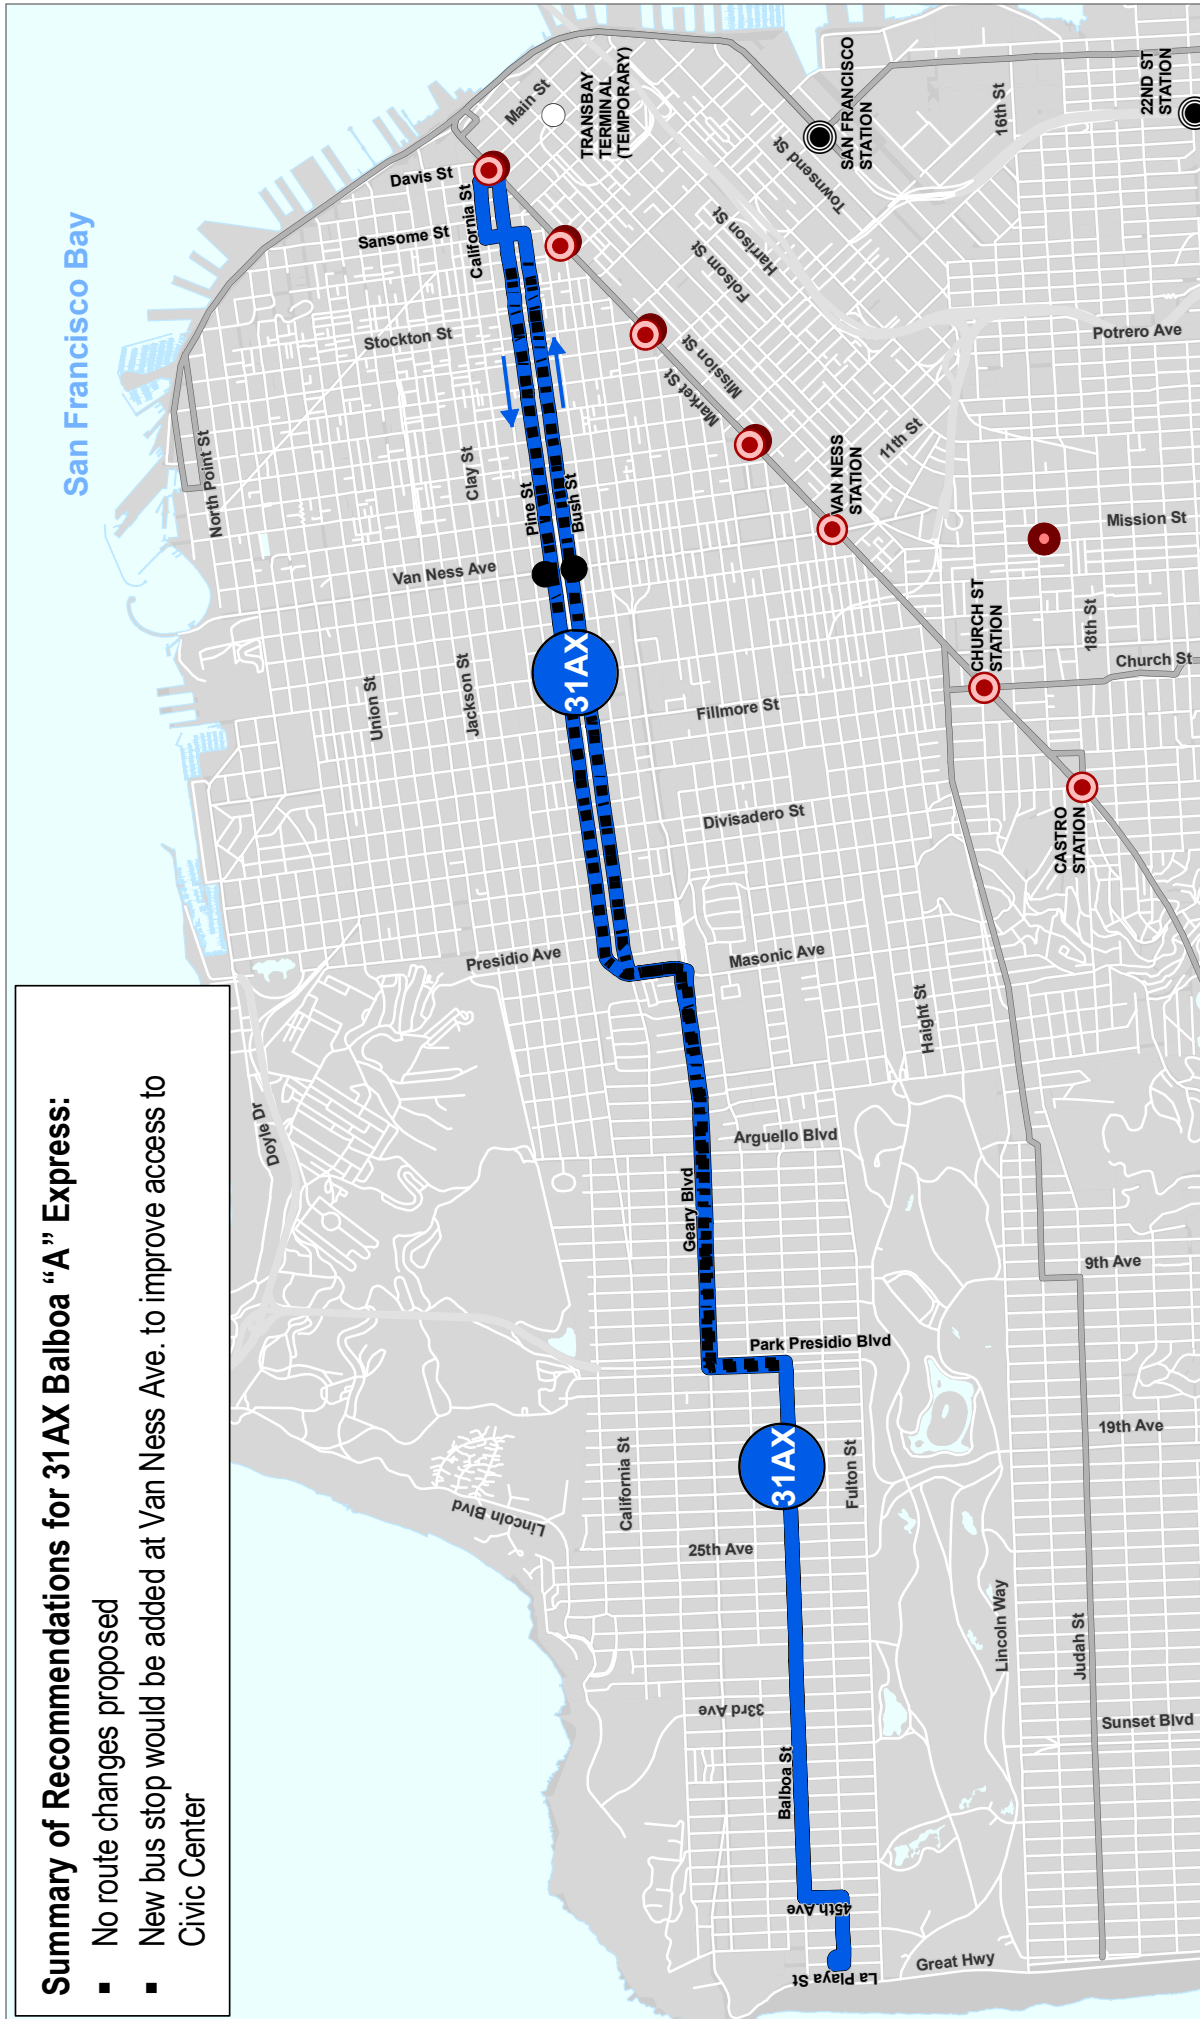 Summary of Recommendations for 31AX Balboa “A” Express:
▪ No route changes proposed
▪ New bus stop would be added at Van Ness Ave. to improve access to
Civic Center
San Francisco Bay
Main St
TRANSBAY
TERMINAL
(TEMPORARY)
SAN FRANCISCO
STATION
22ND ST
STATION
16th St
Townsend St
Davis St
California St
Sansome St
Harrison St
Folsom St
Stockton St
Potrero Ave
Mission St
Market St
North Point St
Clay St
Pine St
Bush St
11th St
VAN NESS
STATION
Mission St
Van Ness Ave
18th St
CHURCH ST
STATION
Church St
31AX
Union St
Jackson St
Fillmore St
Divisadero St
CASTRO
STATION
Presidio Ave
Masonic Ave
Haight St
Doyle Dr
Arguello Blvd
Geary Blvd
9th Ave
Park Presidio Blvd
19th Ave
31AX
California St
Fulton St
Lincoln Blvd
25th Ave
Lincoln Way
Judah St
33rd Ave
Sunset Blvd
Balboa St
45th Ave
La Playa St
Great Hwy